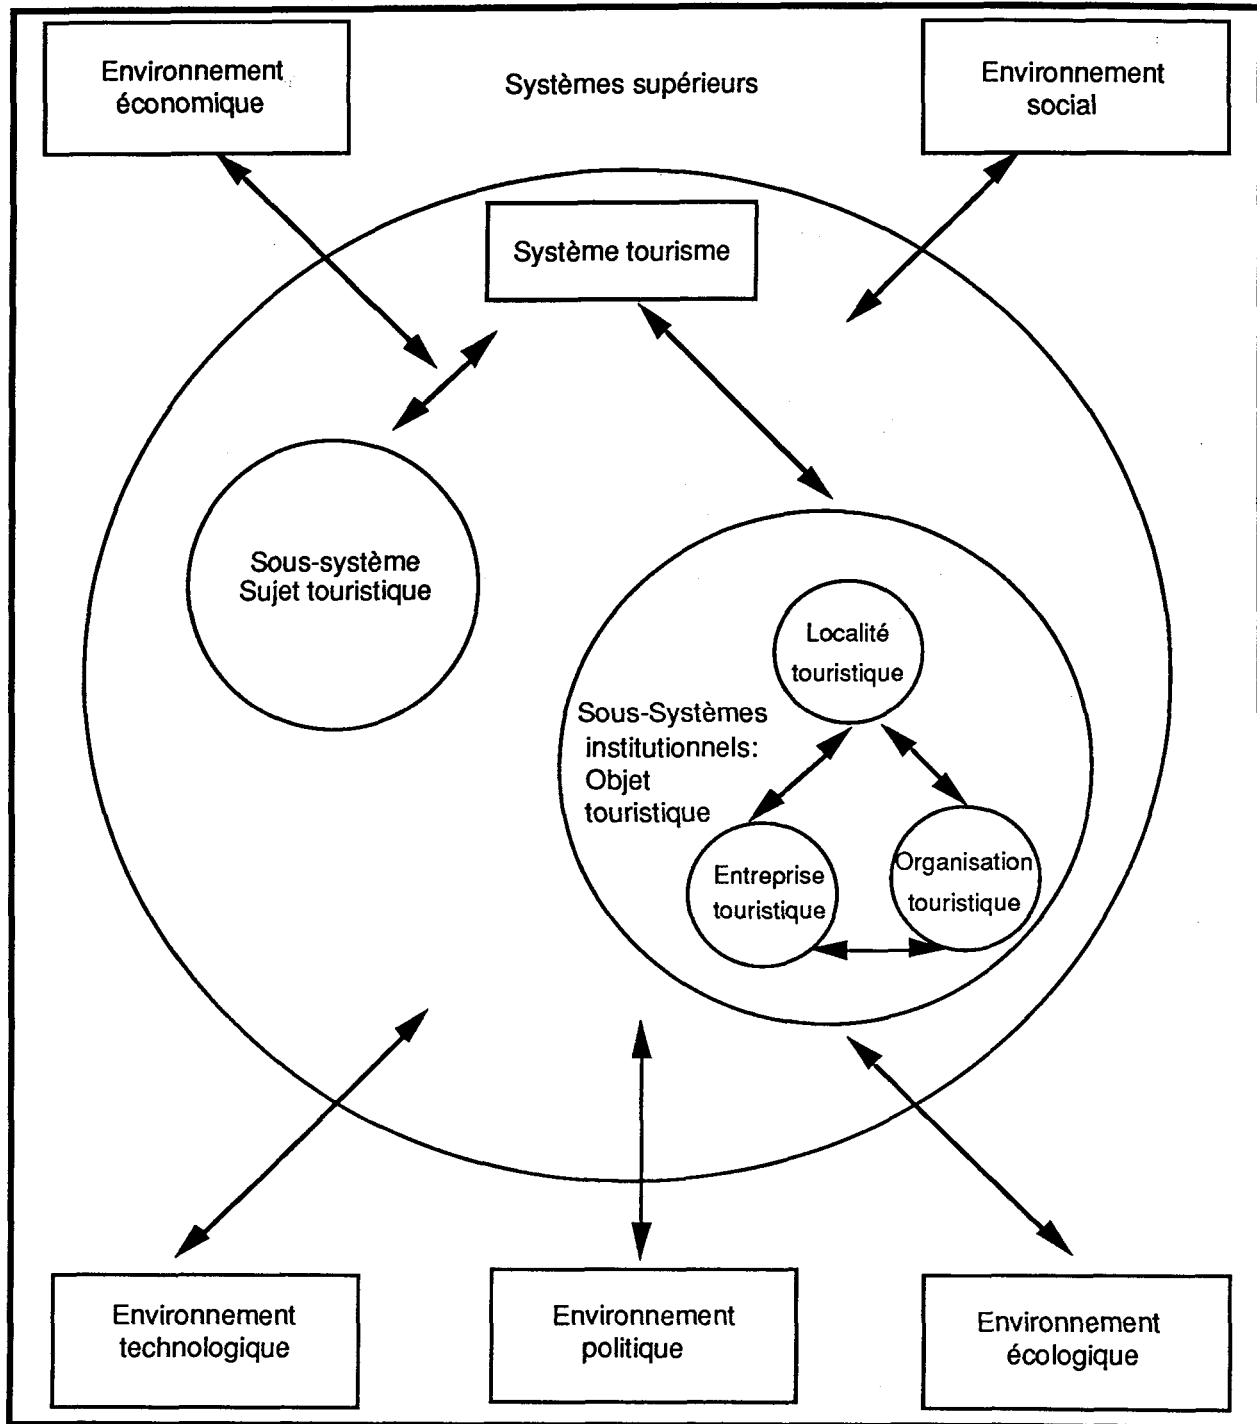 Environnement
économique
Systèmes supérieurs
Environnement
social
Système tourisme
Sous-système
Sujet touristique
Localité
touristique
Sous-Systèmes
institutionnels:
Objet
touristique
Entreprise
touristique
Organisation
touristique
Environnement
technologique
Environnement
politique
Environnement
écologique